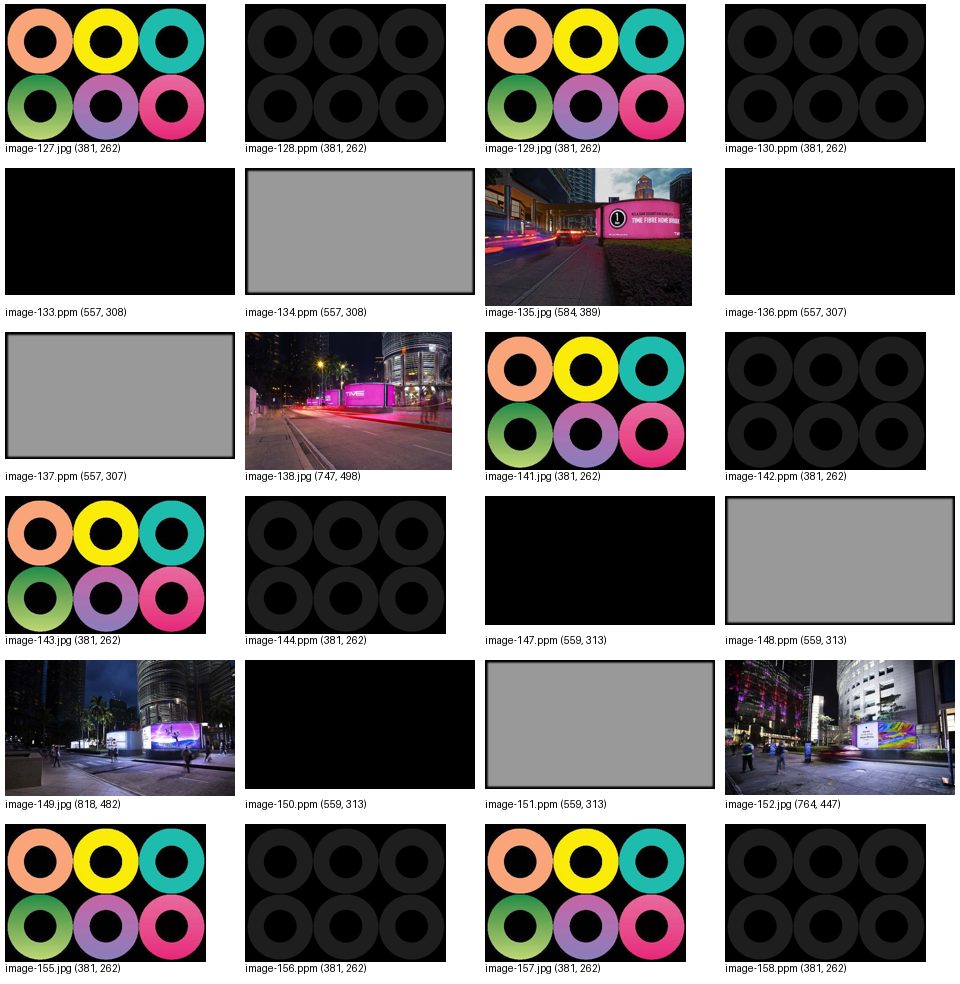 image-127.jpg (381, 262) image-128.ppm (381, 262) image-129.jpg (381, 262) image-130.ppm (381, 262)
1
TIME FIBRE HOME
image-133.ppm (557, 308) image-134.ppm (557, 308) image-135.jpg (584, 389) image-136.ppm (557, 307)
TIME
image-137.ppm (557, 307) image-138.jpg (747, 498) image-141.jpg (381, 262) image-142.ppm (381, 262)
image-143.jpg (381, 262) image-144.ppm (381, 262) image-147.ppm (559, 313) image-148.ppm (559, 313)
image-149.jpg (818, 482) image-150.ppm (559, 313) image-151.ppm (559, 313) image-152.jpg (764, 447)
image-155.jpg (381, 262) image-156.ppm (381, 262) image-157.jpg (381, 262) image-158.ppm (381, 262)